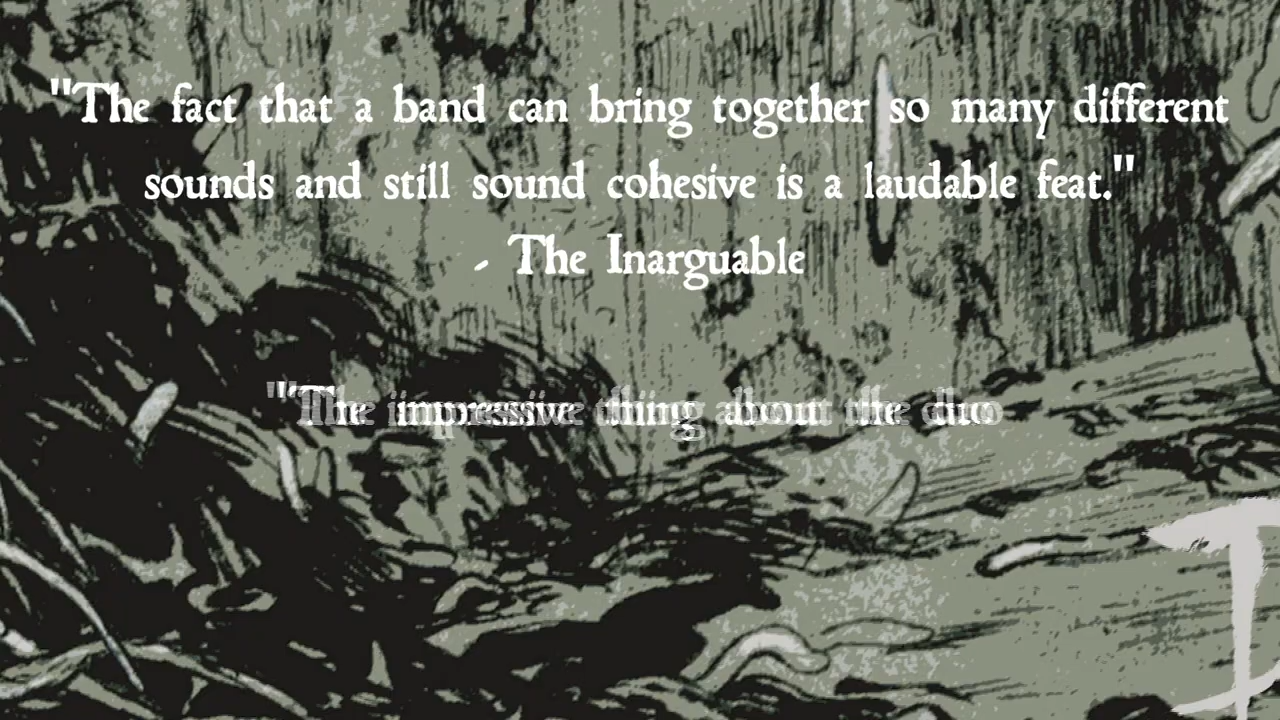 "The fact that a band can bring together so many different
sounds and still sound cohesive is a laudable feat."
- The Inarguable
"The impressive thing about the duo